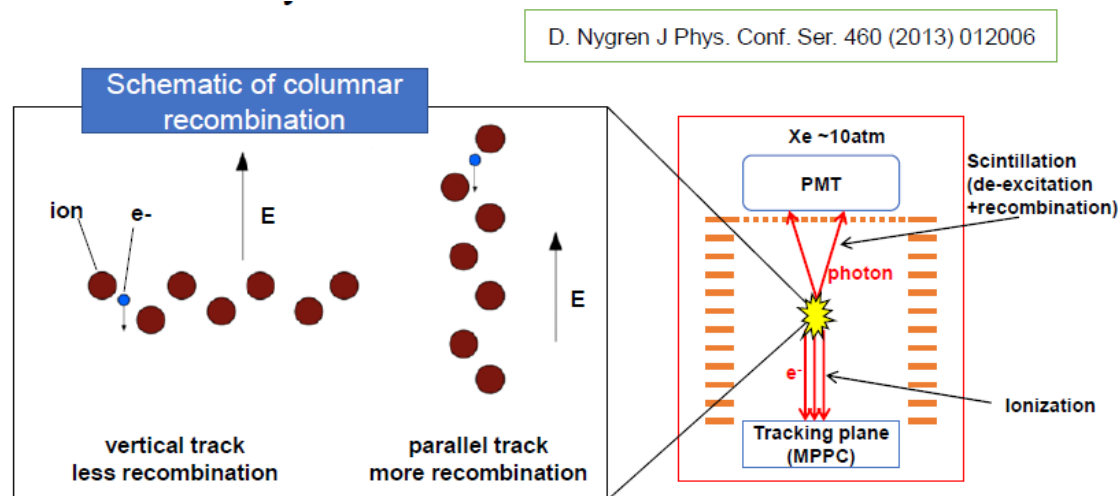 D. Nygren J Phys. Conf. Ser. 460 (2013) 012006
Schematic of columnar
recombination
ion
e-
E
E
vertical track
less recombination
parallel track
more recombination
Xe ~10atm
PMT
Scintillation
(de-excitation
+recombination)
photon
e-
Ionization
Tracking plane
(MPPC)